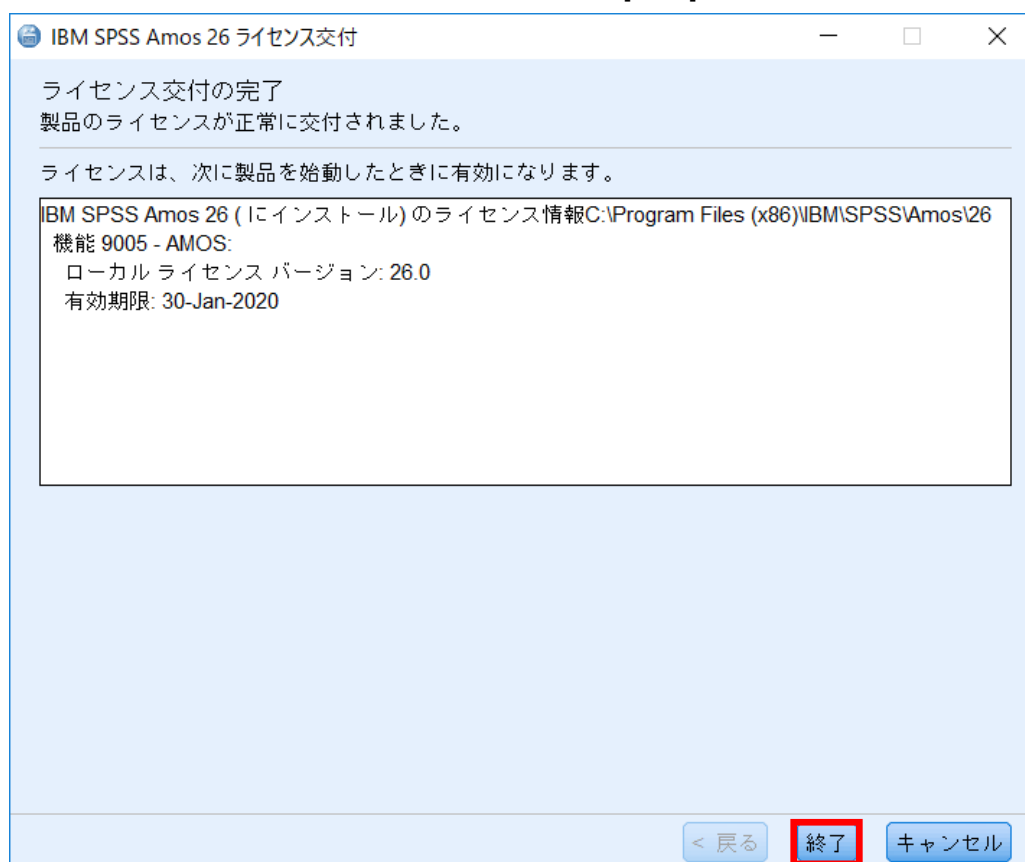 IBM SPSS Amos 26 ライセンス交付
ライセンス交付の完了
製品のライセンスが正常に交付されました。
ライセンスは、次に製品を始動したときに有効になります。
IBM SPSS Amos 26 ( にインストール) のライセンス情報C:\Program Files (x86)\IBM\SPSS\Amos\26
機能 9005 - AMOS:
ローカル ライセンス バージョン: 26.0
有効期限: 30-Jan-2020
< 戻る 終了 キャンセル